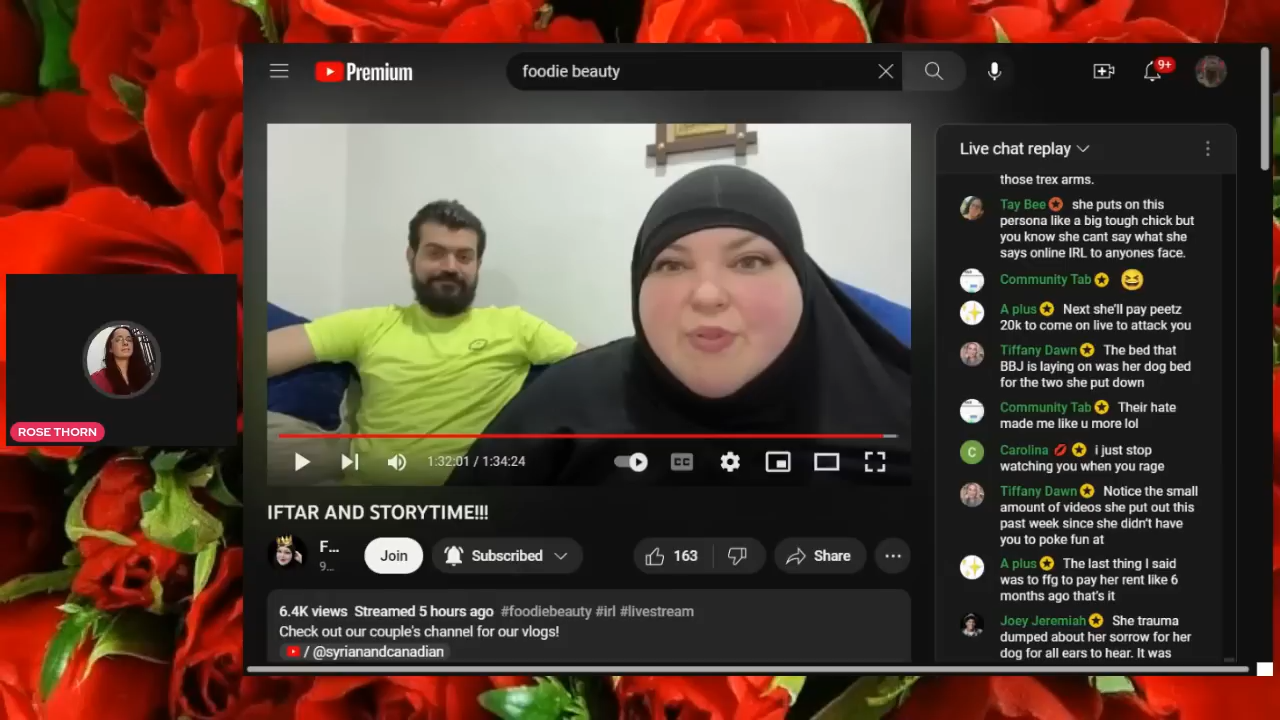 Premium
foodie beauty
9+
ROSE THORN
1:32:01 / 1:34:24
CC
IFTAR AND STORYTIME!!!
F...
9...
Join
Subscribed
163
Share
6.4K views Streamed 5 hours ago #foodiebeauty #irl #livestream
Check out our couple's channel for our vlogs!
/ @syrianandcanadian
Live chat replay
those trex arms.
Tay Bee she puts on this
persona like a big tough chick but
you know she cant say what she
says online IRL to anyones face.
Community Tab
A plus Next she'll pay peetz
20k to come on live to attack you
Tiffany Dawn The bed that
BBJ is laying on was her dog bed
for the two she put down
Community Tab Their hate
made me like u more lol
C
Carolina 💋 i just stop
watching you when you rage
Tiffany Dawn Notice the small
amount of videos she put out this
past week since she didn't have
you to poke fun at
A plus The last thing I said
was to ffg to pay her rent like 6
months ago that's it
Joey Jeremiah She trauma
dumped about her sorrow for her
dog for all ears to hear. It was